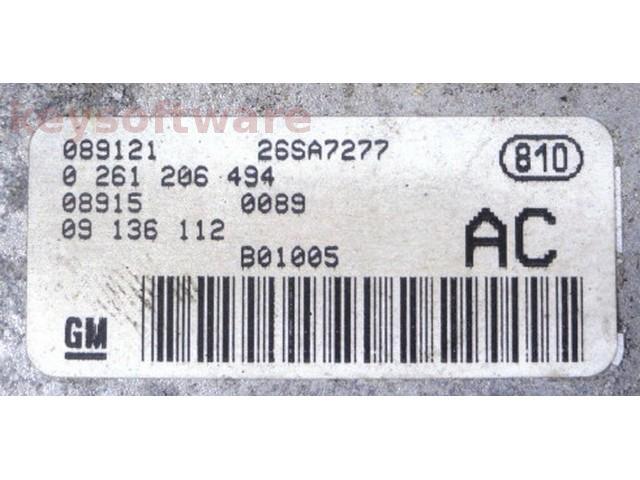 keysoftware
089121 26SA7277 810
0 261 206 494
08915 0089
09 136 112 AC
B01005
GM